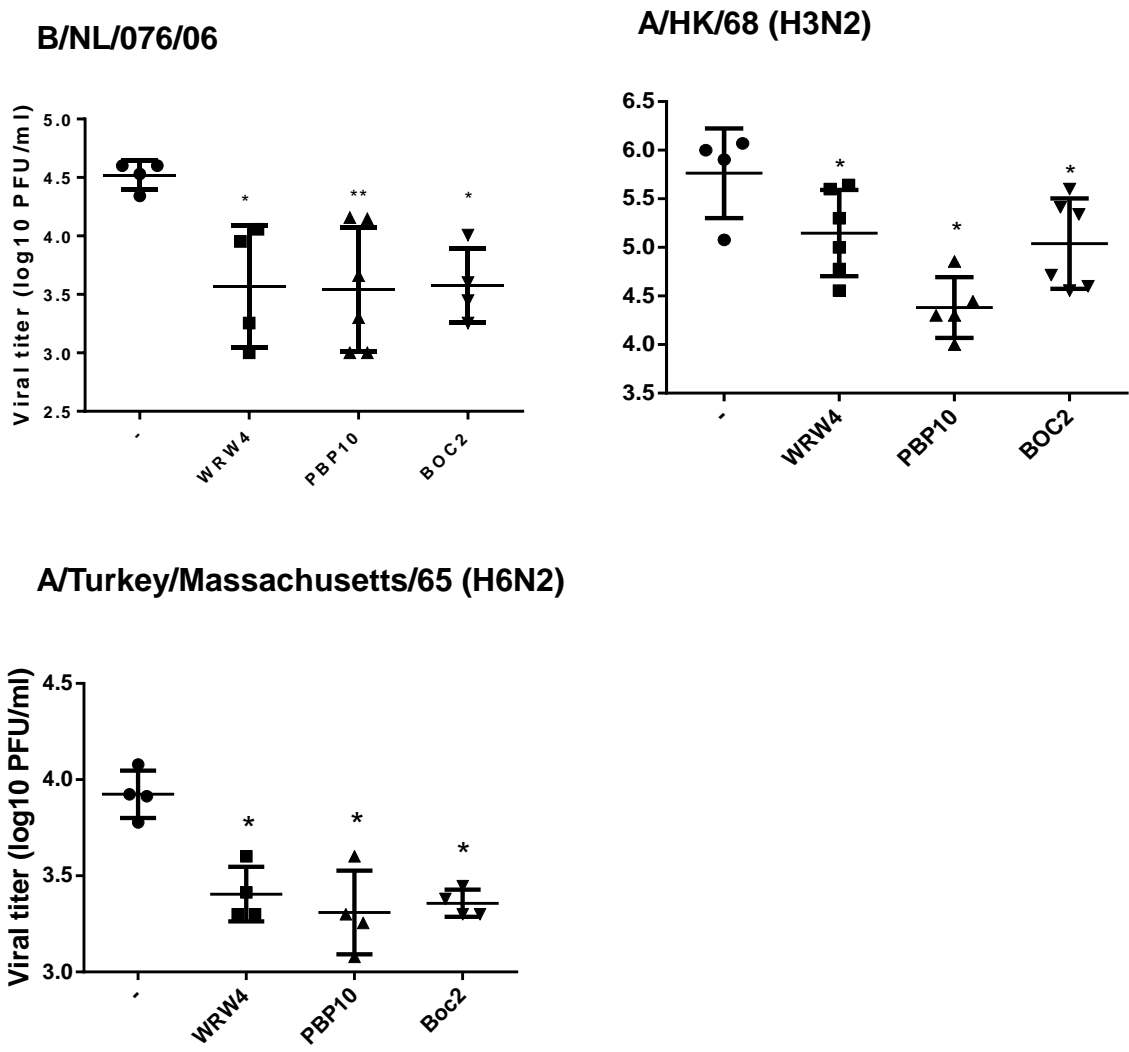 B/NL/076/06
Viral titer (log10 PFU/ml)
5.0
4.5
4.0
3.5
3.0
2.5
*
**
*
-
WRW4
PBP10
BOC2
A/HK/68 (H3N2)
6.5
6.0
5.5
5.0
4.5
4.0
3.5
*
*
*
-
WRW4
PBP10
BOC2
A/Turkey/Massachusetts/65 (H6N2)
Viral titer (log10 PFU/ml)
4.5
4.0
3.5
3.0
*
*
*
-
WRW4
PBP10
Boc2